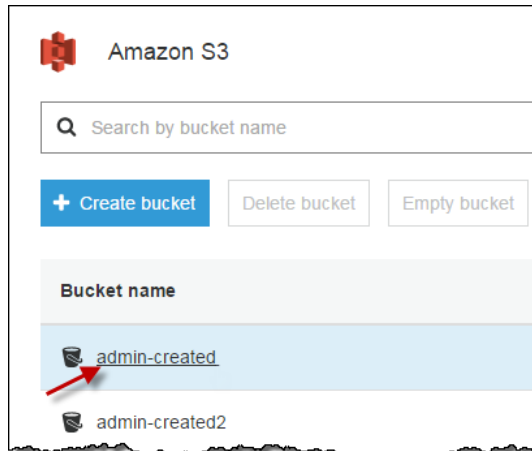 Amazon S3
Search by bucket name
Create bucket Delete bucket Empty bucket
Bucket name
admin-created
admin-created2